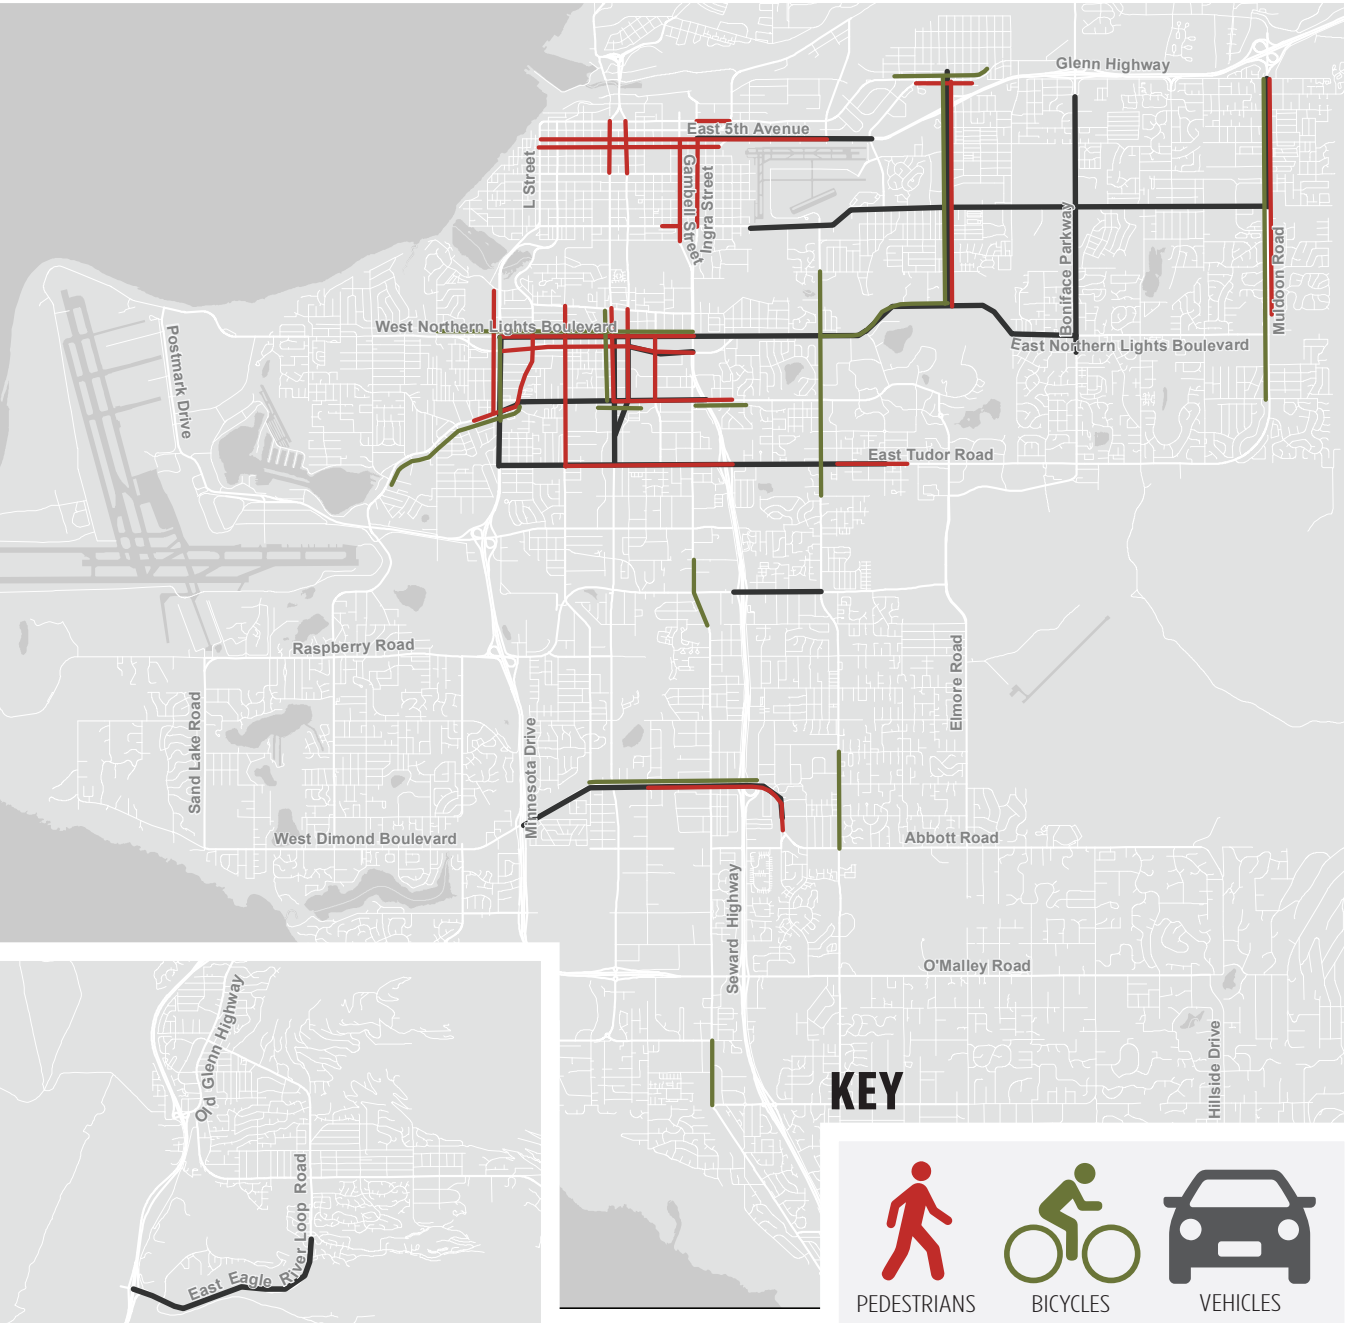 Glenn Highway
East 5th Avenue
L Street
Gambell Street
Ingra Street
Boniface Parkway
Muldoon Road
West Northern Lights Boulevard
East Northern Lights Boulevard
Postmark Drive
East Tudor Road
Raspberry Road
Elmore Road
Sand Lake Road
Minnesota Drive
West Dimond Boulevard
Abbott Road
Seward Highway
O'Malley Road
Hillside Drive
Old Glenn Highway
East Eagle River Loop Road
KEY
PEDESTRIANS
BICYCLES
VEHICLES